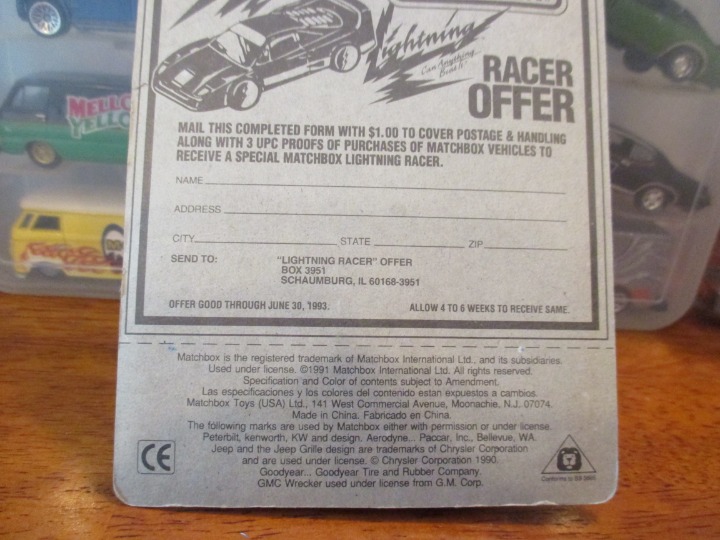 Lightning
Can Anything
Beat It
RACER
OFFER
MAIL THIS COMPLETED FORM WITH $1.00 TO COVER POSTAGE & HANDLING
ALONG WITH 3 UPC PROOFS OF PURCHASES OF MATCHBOX VEHICLES TO
RECEIVE A SPECIAL MATCHBOX LIGHTNING RACER.
NAME
ADDRESS
CITY STATE ZIP
SEND TO: "LIGHTNING RACER" OFFER
BOX 3951
SCHAUMBURG, IL 60168-3951
OFFER GOOD THROUGH JUNE 30, 1993. ALLOW 4 TO 6 WEEKS TO RECEIVE SAME.
Matchbox is the registered trademark of Matchbox International Ltd., and its subsidiaries.
Used under license. ©1991 Matchbox International Ltd. All rights reserved.
Specification and Color of contents subject to Amendment.
Las especificaciones y los colores del contenido estan expuestos a cambios.
Matchbox Toys (USA) Ltd., 141 West Commercial Avenue, Moonachie, N.J. 07074.
Made in China. Fabricado en China.
The following marks are used by Matchbox either with permission or under license.
Peterbilt, kenworth, KW and design. Aerodyne... Paccar, Inc., Bellevue, WA.
Jeep and the Jeep Grille design are trademarks of Chrysler Corporation
and are used under license. © Chrysler Corporation 1990.
Goodyear... Goodyear Tire and Rubber Company.
GMC Wrecker used under license from G.M. Corp.
CE
Conforms to BS 5665
MELLO
YELLO